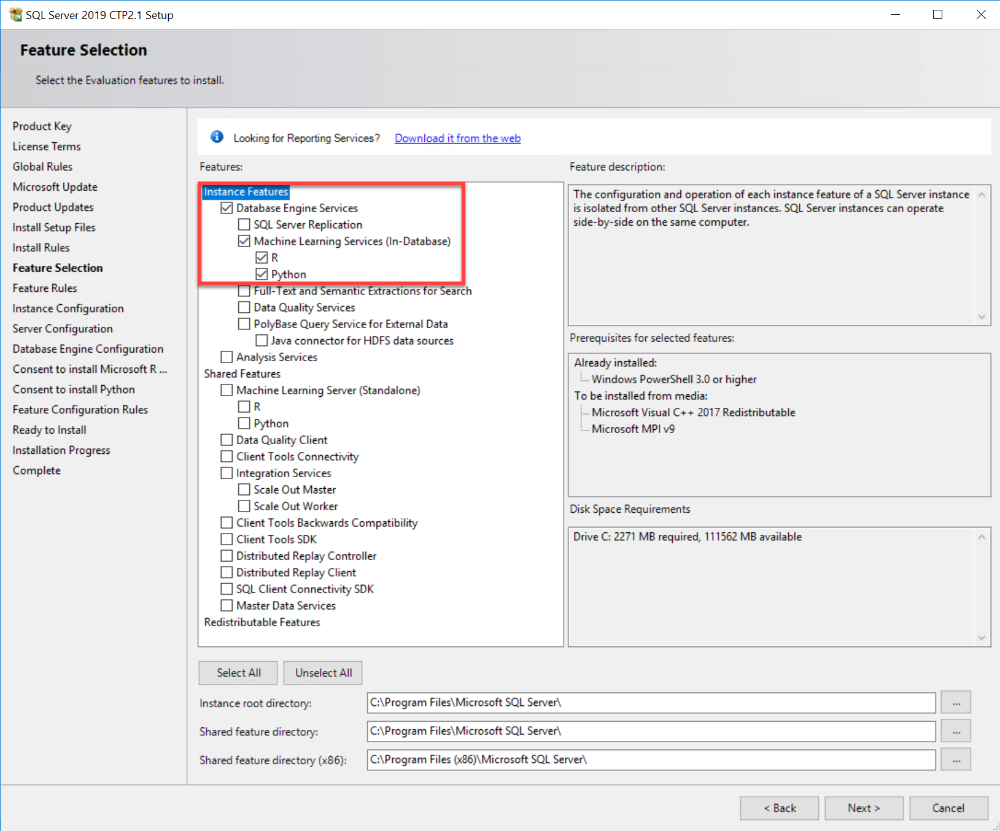 SQL Server 2019 CTP2.1 Setup
Feature Selection
Select the Evaluation features to install.
Product Key
License Terms
Global Rules
Microsoft Update
Product Updates
Install Setup Files
Install Rules
Feature Selection
Feature Rules
Instance Configuration
Server Configuration
Database Engine Configuration
Consent to install Microsoft R ...
Consent to install Python
Feature Configuration Rules
Ready to Install
Installation Progress
Complete
Looking for Reporting Services? Download it from the web
Features:
Instance Features
Database Engine Services
SQL Server Replication
Machine Learning Services (In-Database)
R
Python
Full-Text and Semantic Extractions for Search
Data Quality Services
PolyBase Query Service for External Data
Java connector for HDFS data sources
Analysis Services
Shared Features
Machine Learning Server (Standalone)
R
Python
Data Quality Client
Client Tools Connectivity
Integration Services
Scale Out Master
Scale Out Worker
Client Tools Backwards Compatibility
Client Tools SDK
Distributed Replay Controller
Distributed Replay Client
SQL Client Connectivity SDK
Master Data Services
Redistributable Features
Feature description:
The configuration and operation of each instance feature of a SQL Server instance
is isolated from other SQL Server instances. SQL Server instances can operate
side-by-side on the same computer.
Prerequisites for selected features:
Already installed:
Windows PowerShell 3.0 or higher
To be installed from media:
Microsoft Visual C++ 2017 Redistributable
Microsoft MPI v9
Disk Space Requirements
Drive C: 2271 MB required, 111562 MB available
Select All Unselect All
Instance root directory: C:\Program Files\Microsoft SQL Server\ ...
Shared feature directory: C:\Program Files\Microsoft SQL Server\ ...
Shared feature directory (x86): C:\Program Files (x86)\Microsoft SQL Server\ ...
< Back Next > Cancel